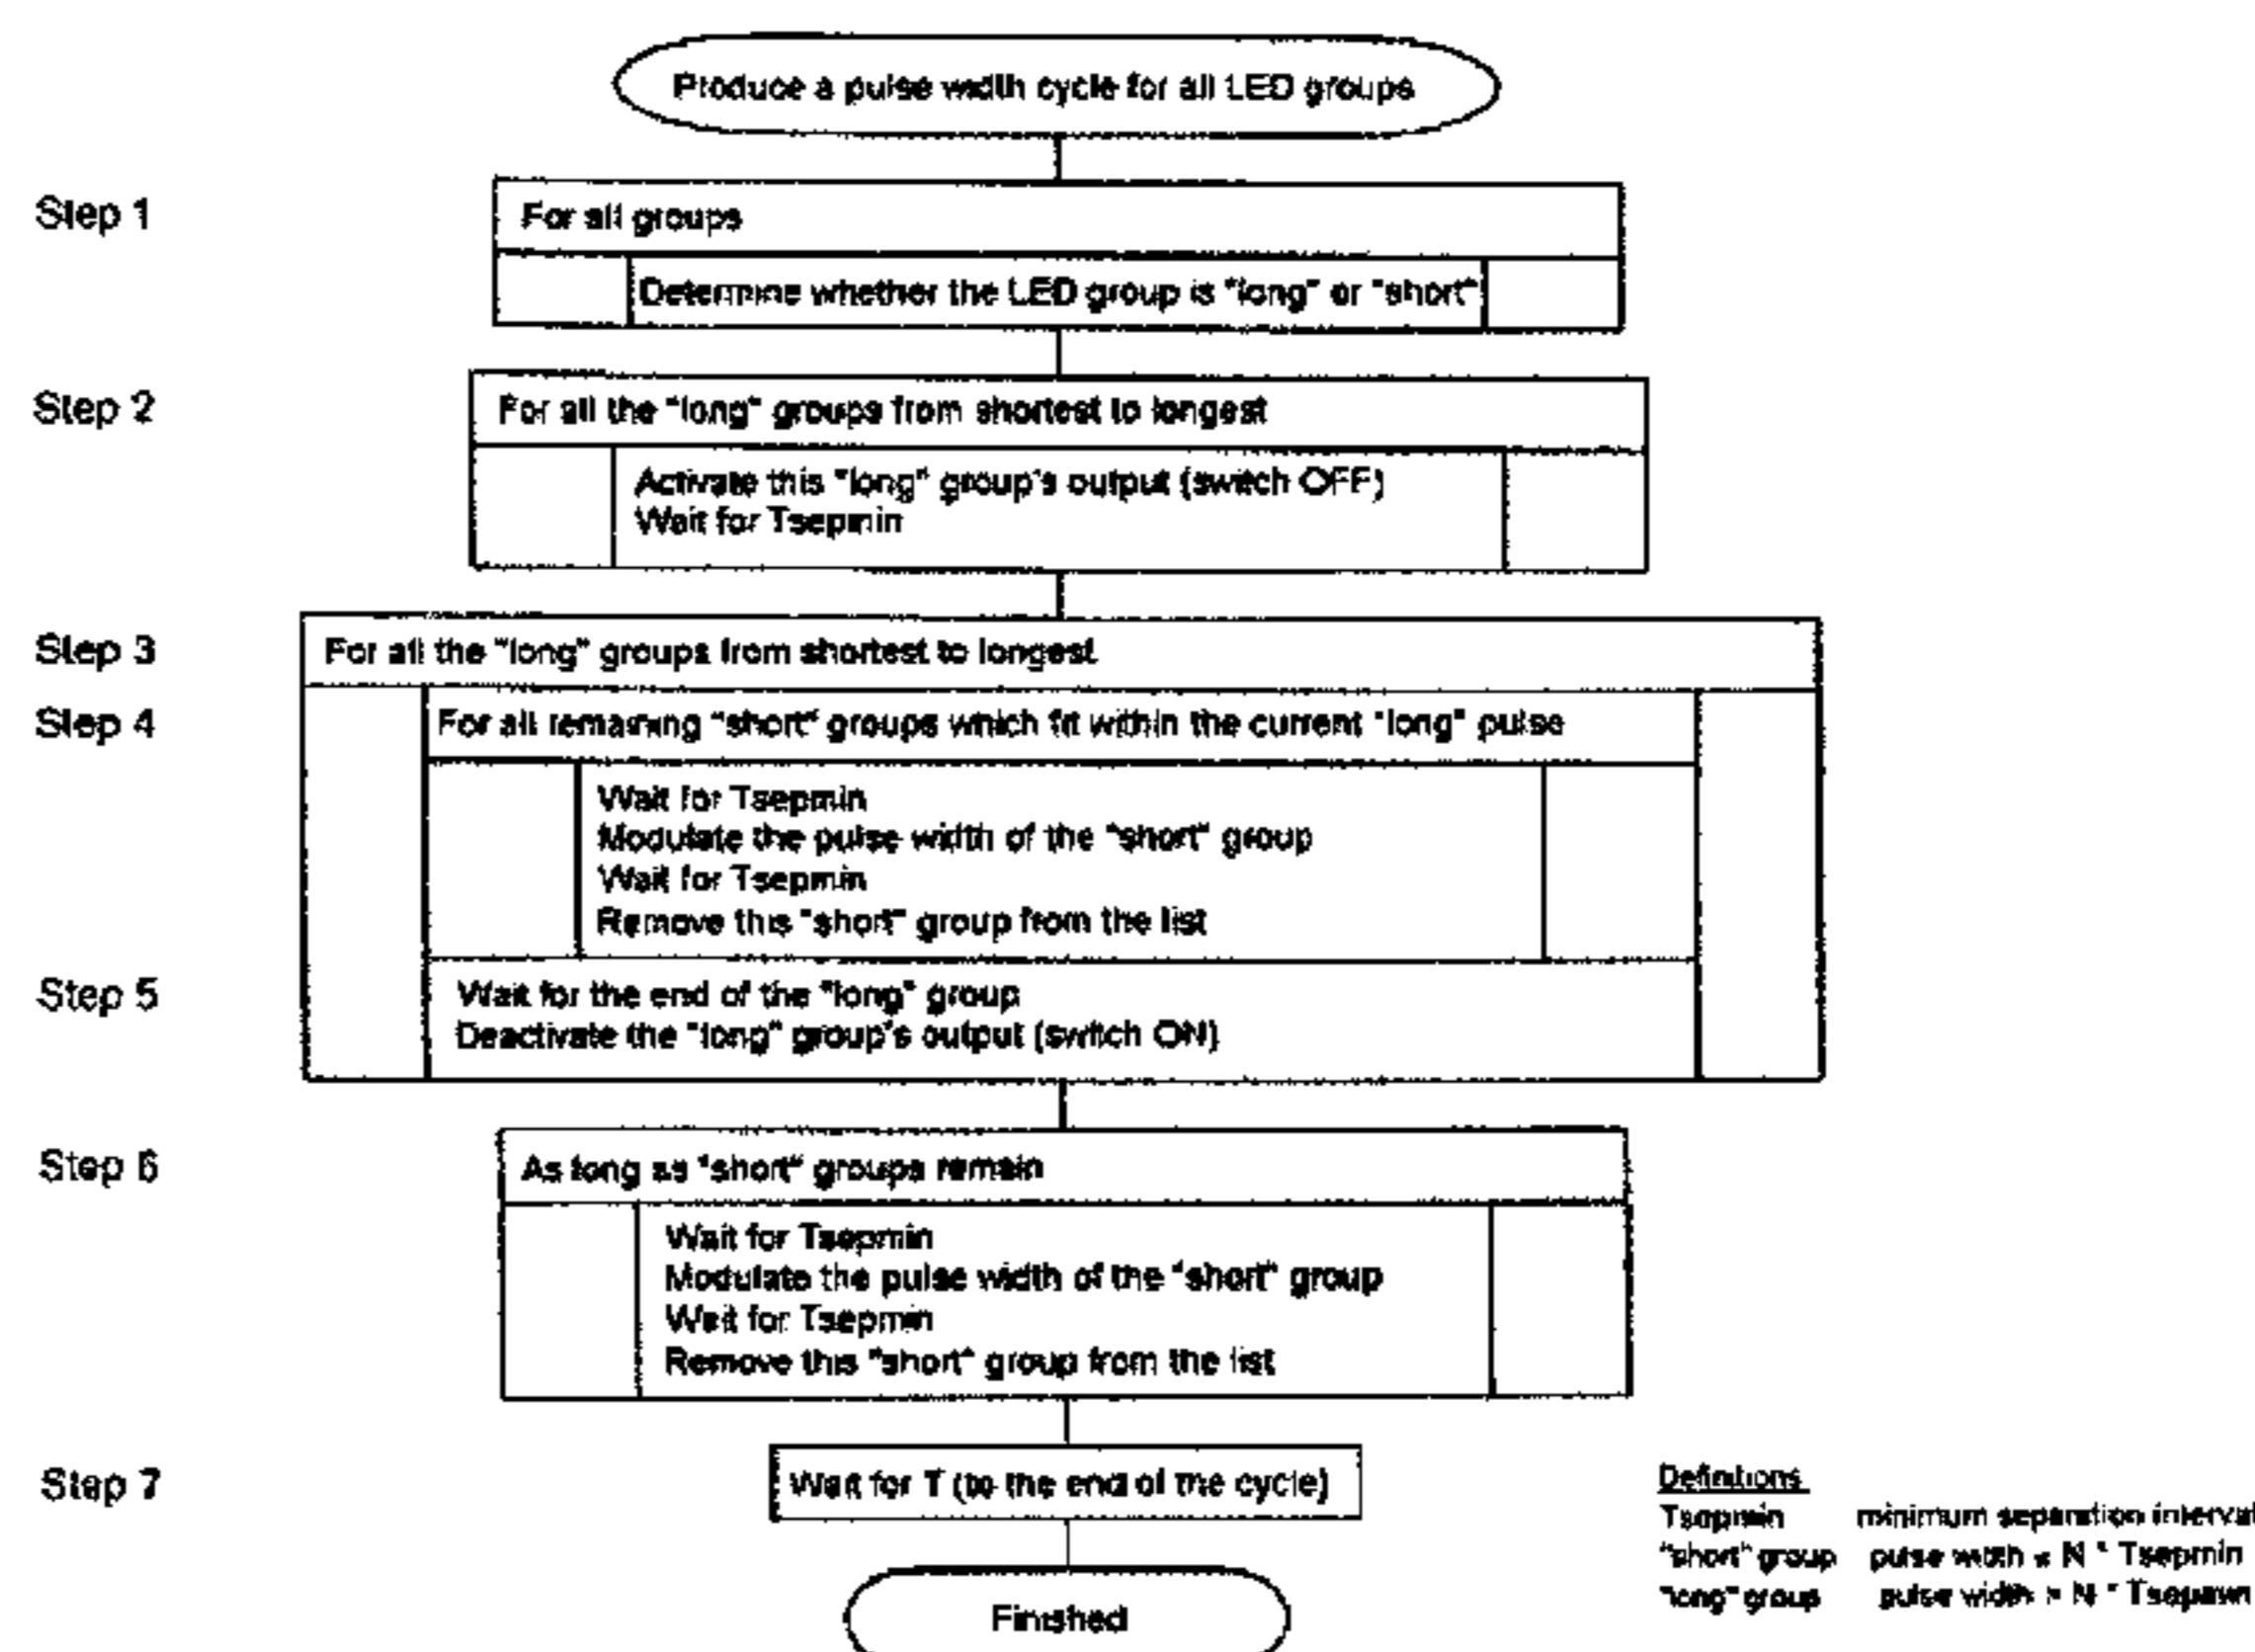 Produce a pulse width cycle for all LED groups
Step 1
For all groups
Determine whether the LED group is "long" or "short"
Step 2
For all the "long" groups from shortest to longest
Activate this "long" group's output (switch OFF)
Wait for Tsepmin
Step 3
For all the "long" groups from shortest to longest
Step 4
For all remaining "short" groups which fit within the current "long" pulse
Wait for Tsepmin
Modulate the pulse width of the "short" group
Wait for Tsepmin
Remove this "short" group from the list
Step 5
Wait for the end of the "long" group
Deactivate the "long" group's output (switch ON)
Step 6
As long as "short" groups remain
Wait for Tsepmin
Modulate the pulse width of the "short" group
Wait for Tsepmin
Remove this "short" group from the list
Step 7
Wait for T (to the end of the cycle)
Finished
Definitions
Tsepmin minimum separation interval
"short" group pulse width N * Tsepmin
"long" group pulse width > N *